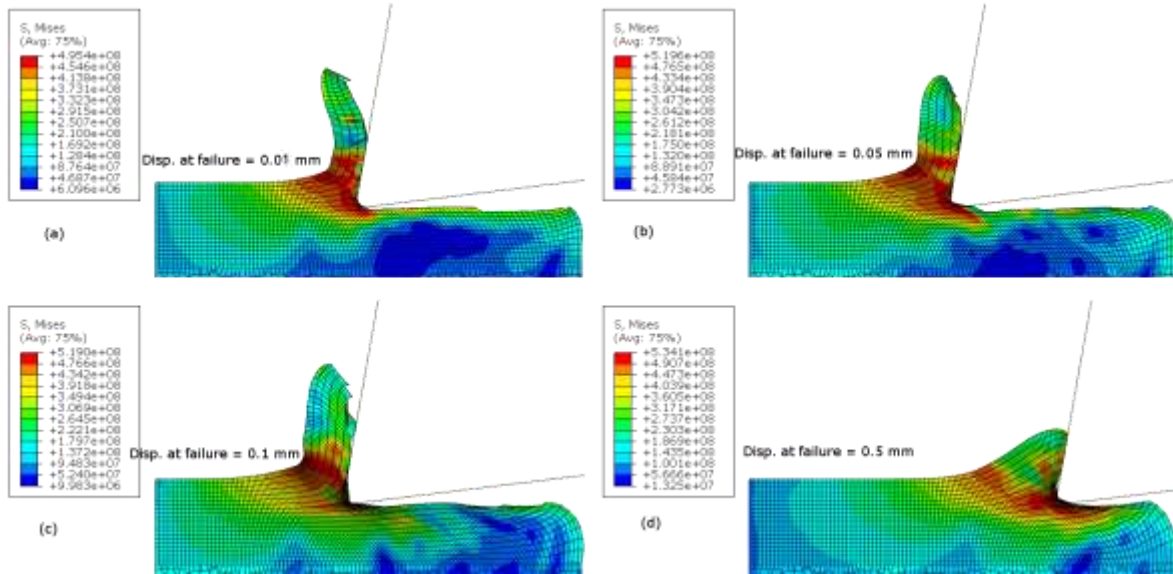 S, Mises
(Avg: 75%)
+4.954e+08
+4.546e+08
+4.138e+08
+3.731e+08
+3.323e+08
+2.915e+08
+2.507e+08
+2.100e+08
+1.692e+08
+1.284e+08
+8.764e+07
+4.687e+07
+6.096e+06
Disp. at failure = 0.01 mm
(a)
S, Mises
(Avg: 75%)
+5.196e+08
+4.765e+08
+4.334e+08
+3.904e+08
+3.473e+08
+3.042e+08
+2.612e+08
+2.181e+08
+1.750e+08
+1.320e+08
+8.891e+07
+4.584e+07
+2.773e+06
Disp. at failure = 0.05 mm
(b)
S, Mises
(Avg: 75%)
+5.190e+08
+4.766e+08
+4.342e+08
+3.918e+08
+3.494e+08
+3.069e+08
+2.645e+08
+2.221e+08
+1.797e+08
+1.372e+08
+9.483e+07
+5.240e+07
+9.983e+06
Disp. at failure = 0.1 mm
(c)
S, Mises
(Avg: 75%)
+5.341e+08
+4.907e+08
+4.473e+08
+4.039e+08
+3.605e+08
+3.171e+08
+2.737e+08
+2.303e+08
+1.869e+08
+1.435e+08
+1.001e+08
+5.666e+07
+1.325e+07
Disp. at failure = 0.5 mm
(d)